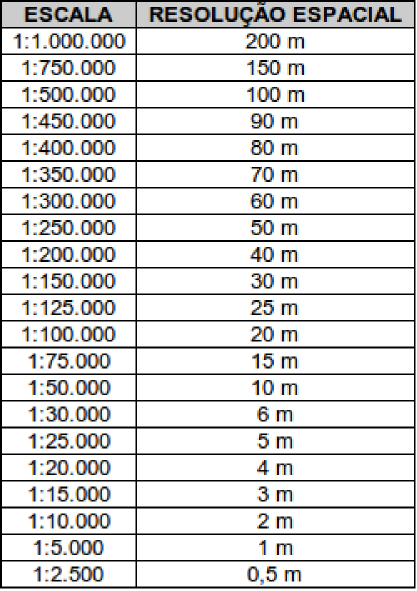 ESCALA RESOLUÇÃO ESPACIAL
1:1.000.000 200 m
1:750.000 150 m
1:500.000 100 m
1:450.000 90 m
1:400.000 80 m
1:350.000 70 m
1:300.000 60 m
1:250.000 50 m
1:200.000 40 m
1:150.000 30 m
1:125.000 25 m
1:100.000 20 m
1:75.000 15 m
1:50.000 10 m
1:30.000 6 m
1:25.000 5 m
1:20.000 4 m
1:15.000 3 m
1:10.000 2 m
1:5.000 1 m
1:2.500 0,5 m